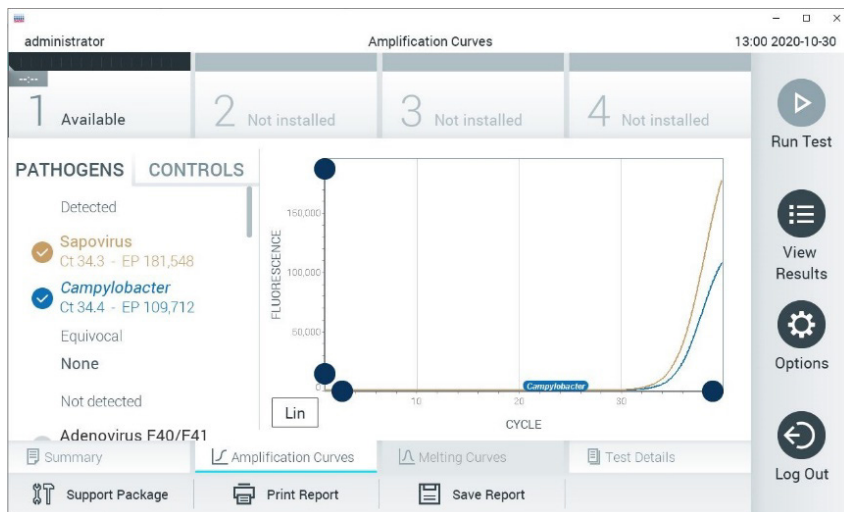 administrator
Amplification Curves
13:00 2020-10-30
--:--
1 Available
2 Not installed
3 Not installed
4 Not installed
Run Test
View
Results
Options
Log Out
PATHOGENS
CONTROLS
Detected
Sapovirus
Ct 34.3 - EP 181,548
Campylobacter
Ct 34.4 - EP 109,712
Equivocal
None
Not detected
Adenovirus F40/F41
FLUORESCENCE
150,000
100,000
50,000
0
Campylobacter
10
20
30
CYCLE
Lin
Summary
Amplification Curves
Melting Curves
Test Details
Support Package
Print Report
Save Report